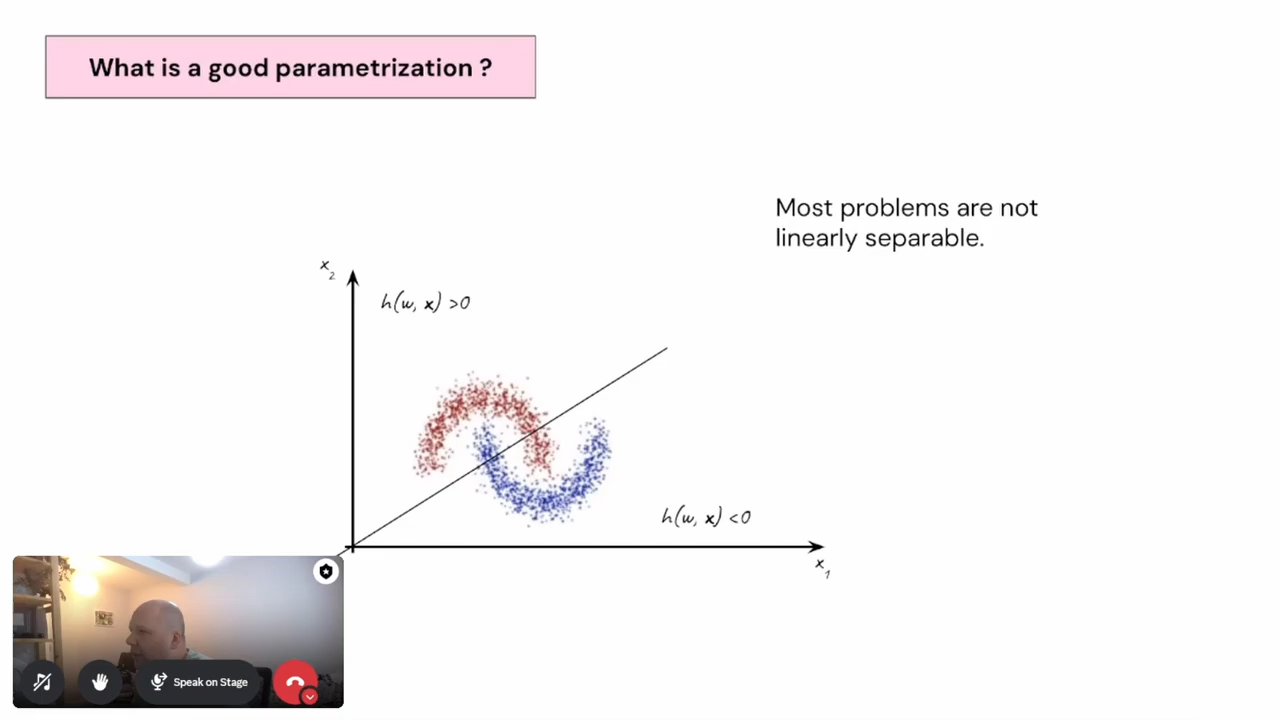 What is a good parametrization ?
Most problems are not
linearly separable.
x2
h(w, x) >0
h(w, x) <0
x1
Speak on Stage